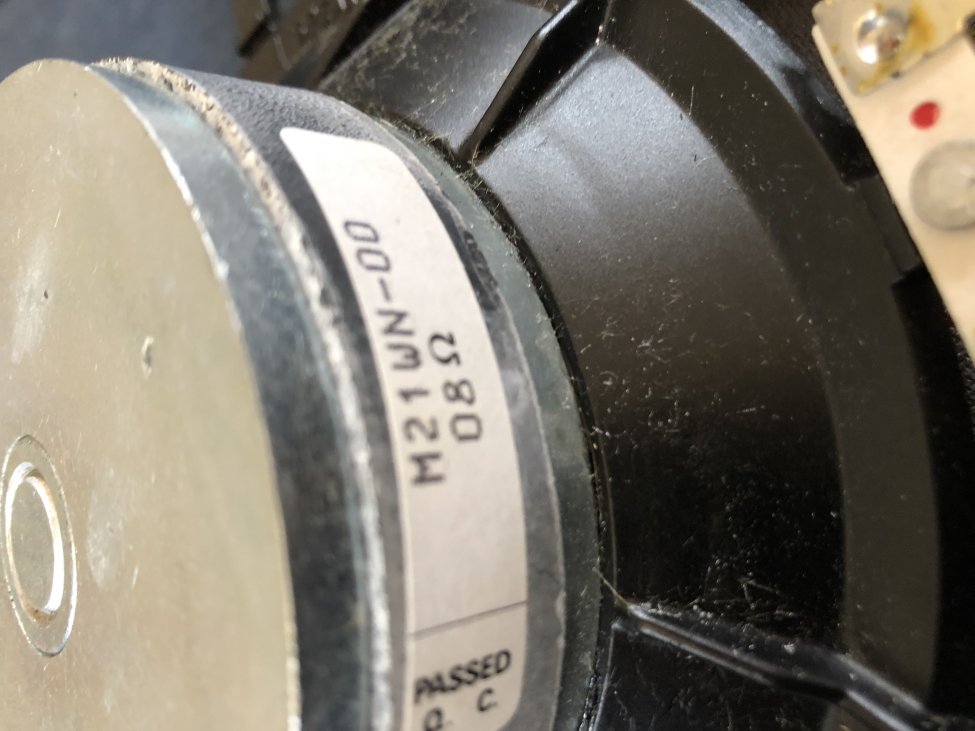 M21WN-00
08Ω
PASSED
Q. C.